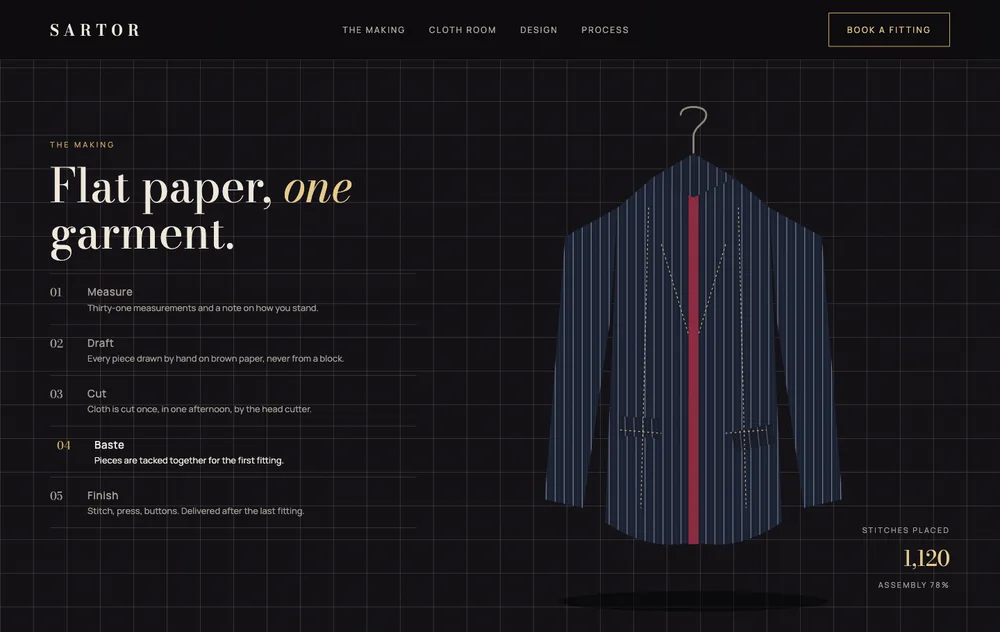 SARTOR
THE MAKING
CLOTH ROOM
DESIGN
PROCESS
BOOK A FITTING
THE MAKING
Flat paper, one
garment.
01
Measure
Thirty-one measurements and a note on how you stand.
02
Draft
Every piece drawn by hand on brown paper, never from a block.
03
Cut
Cloth is cut once, in one afternoon, by the head cutter.
04
Baste
Pieces are tacked together for the first fitting.
05
Finish
Stitch, press, buttons. Delivered after the last fitting.
STITCHES PLACED
1,120
ASSEMBLY 78%